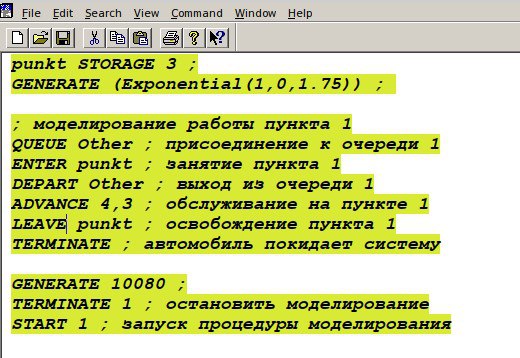 File Edit Search View Command Window Help
punkt STORAGE 3 ;
GENERATE (Exponential(1,0,1.75)) ;
; моделирование работы пункта 1
QUEUE Other ; присоединение к очереди 1
ENTER punkt ; занятие пункта 1
DEPART Other ; выход из очереди 1
ADVANCE 4,3 ; обслуживание на пункте 1
LEAVE punkt ; освобождение пункта 1
TERMINATE ; автомобиль покидает систему
GENERATE 10080 ;
TERMINATE 1 ; остановить моделирование
START 1 ; запуск процедуры моделирования